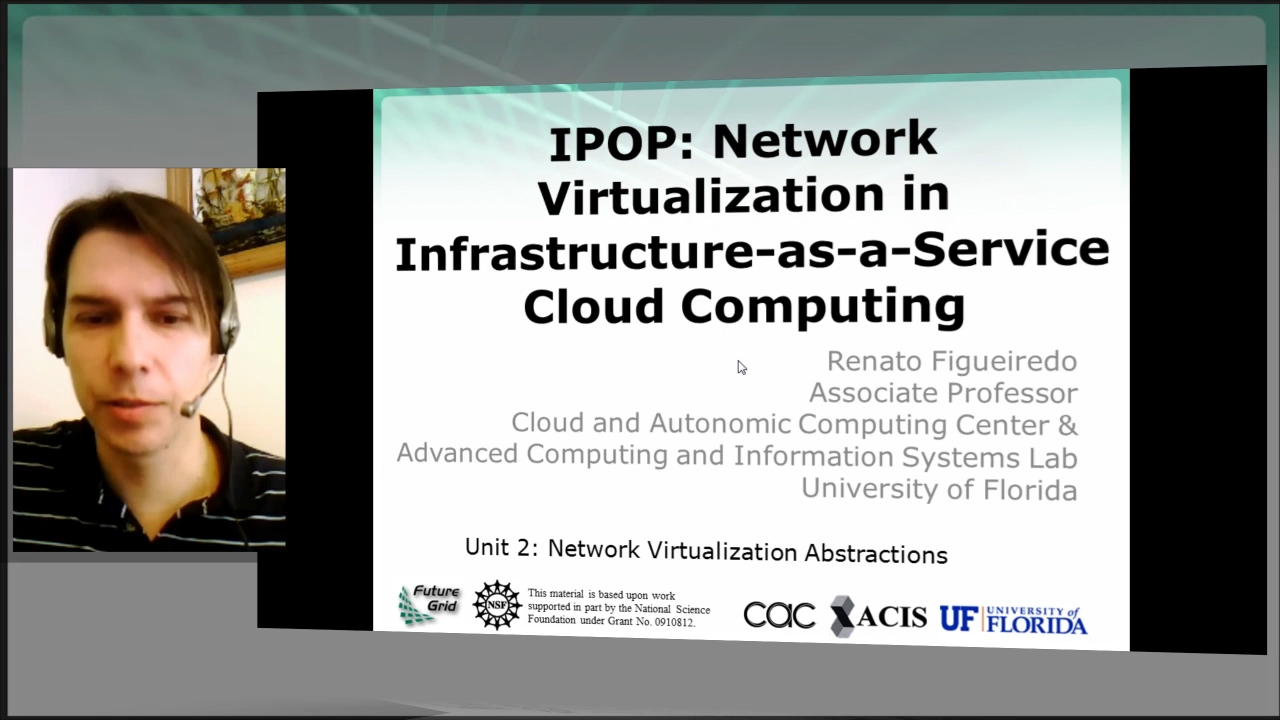 IPOP: Network
Virtualization in
Infrastructure-as-a-Service
Cloud Computing
Renato Figueiredo
Associate Professor
Cloud and Autonomic Computing Center &
Advanced Computing and Information Systems Lab
University of Florida
Unit 2: Network Virtualization Abstractions
Future
Grid
NSF
This material is based upon work
supported in part by the National Science
Foundation under Grant No. 0910812.
cac
ACIS
UF
UNIVERSITY of
FLORIDA